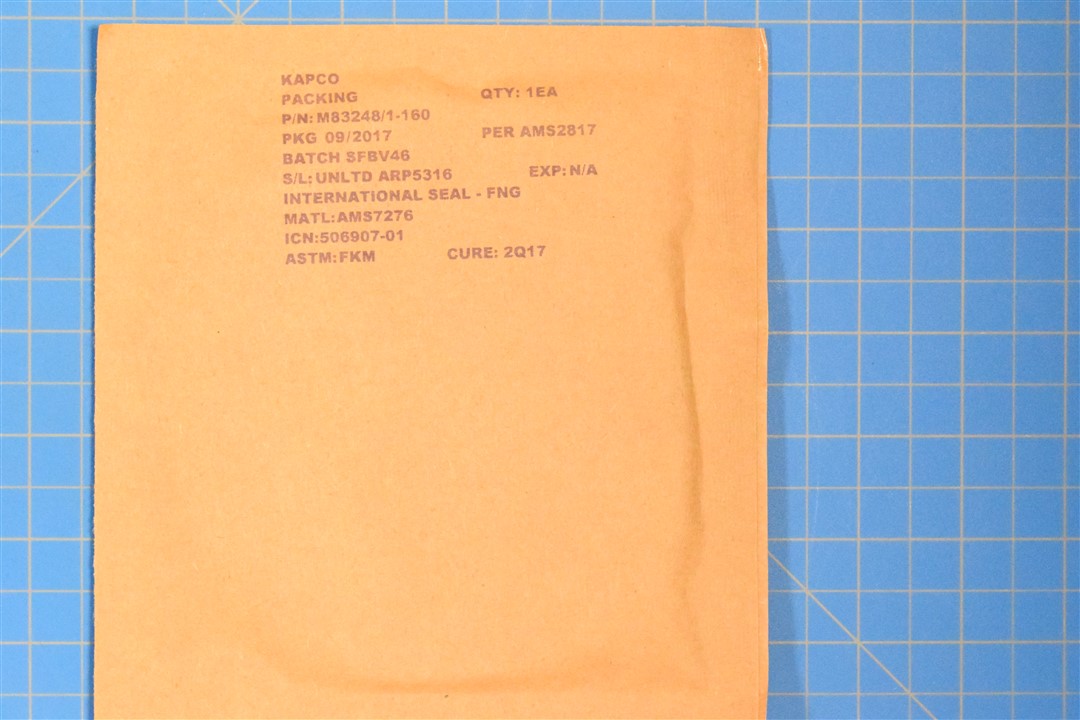 KAPCO
PACKING QTY: 1EA
P/N: M83248/1-160
PKG 09/2017 PER AMS2817
BATCH SFBV46
S/L: UNLTD ARP5316 EXP: N/A
INTERNATIONAL SEAL - FNG
MATL: AMS7276
ICN:506907-01
ASTM: FKM CURE: 2Q17